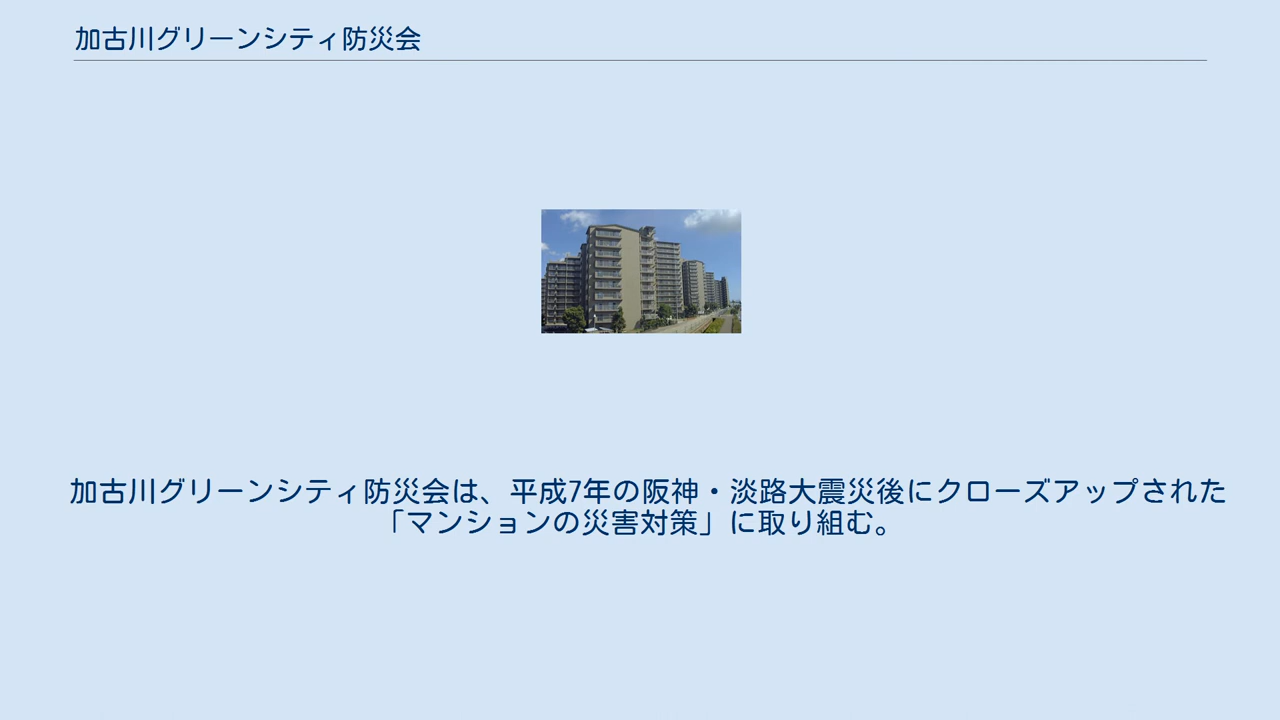 加古川グリーンシティ防災会
加古川グリーンシティ防災会は、平成7年の阪神・淡路大震災後にクローズアップされた
「マンションの災害対策」に取り組む。